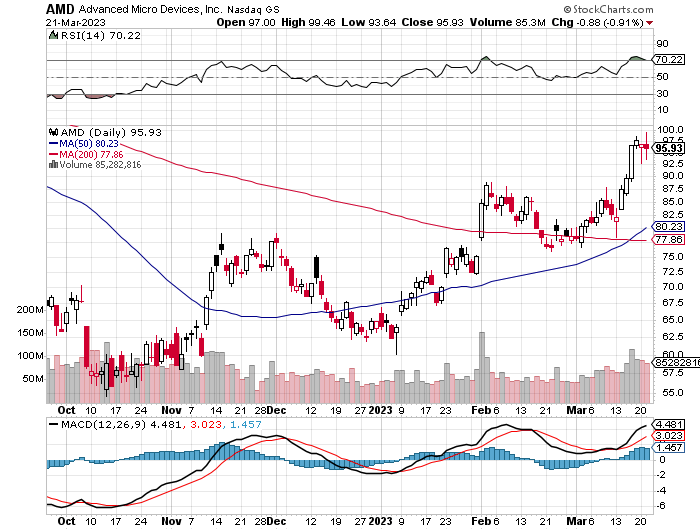 AMD Advanced Micro Devices, Inc. Nasdaq GS © StockCharts.com
21-Mar-2023 Open 97.00 High 99.46 Low 93.64 Close 95.93 Volume 85.3M Chg -0.88 (-0.91%)
RSI(14) 70.22
90
70.22
50
30
10
AMD (Daily) 95.93
MA(50) 80.23
MA(200) 77.86
Volume 85,282,816
100.0
97.5
95.93
92.5
90.0
87.5
85.0
82.5
80.23
77.86
75.0
72.5
70.0
67.5
65.0
62.5
60.0
85282816
57.5
55.0
200M
150M
100M
50M
Oct 10 17 24 Nov 7 14 21 28 Dec 12 19 27 2023 9 17 23 Feb 6 13 21 Mar 6 13 20
MACD(12,26,9) 4.481, 3.023, 1.457
4.481
3.023
1.457
0
-2
-4
-6
Oct 10 17 24 Nov 7 14 21 28 Dec 12 19 27 2023 9 17 23 Feb 6 13 21 Mar 6 13 20